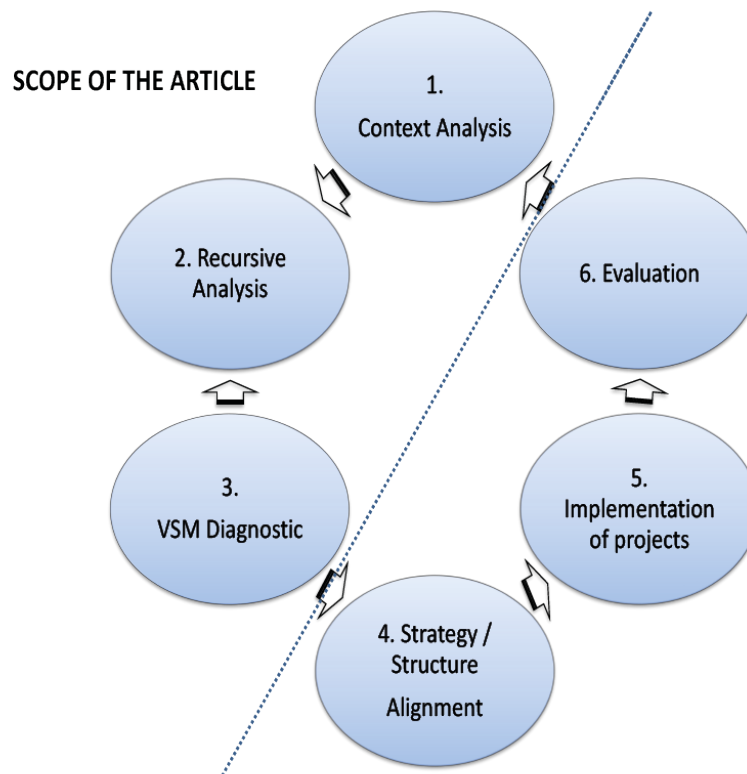 SCOPE OF THE ARTICLE
1.
Context Analysis
2. Recursive
Analysis
6. Evaluation
3.
VSM Diagnostic
5.
Implementation
of projects
4. Strategy /
Structure
Alignment